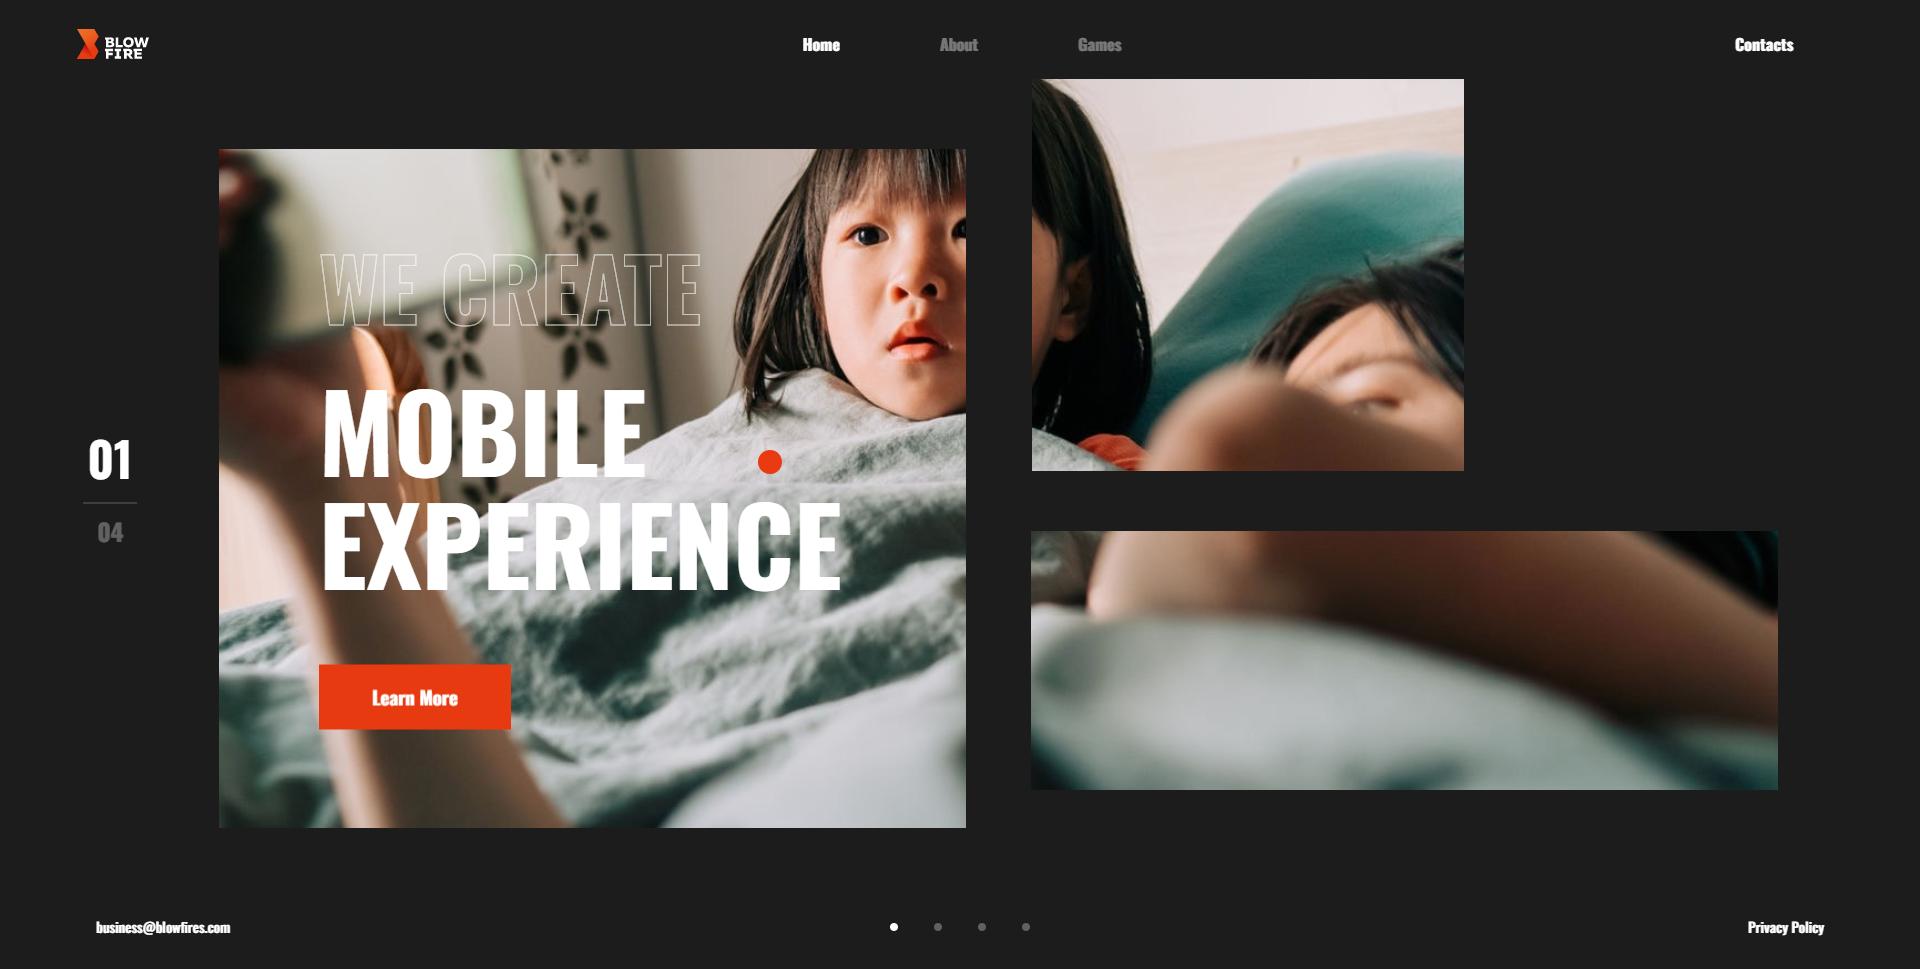 BLOW
FIRE
Home
About
Games
Contacts
WE CREATE
MOBILE
EXPERIENCE
01
04
Learn More
business@blowfires.com
Privacy Policy